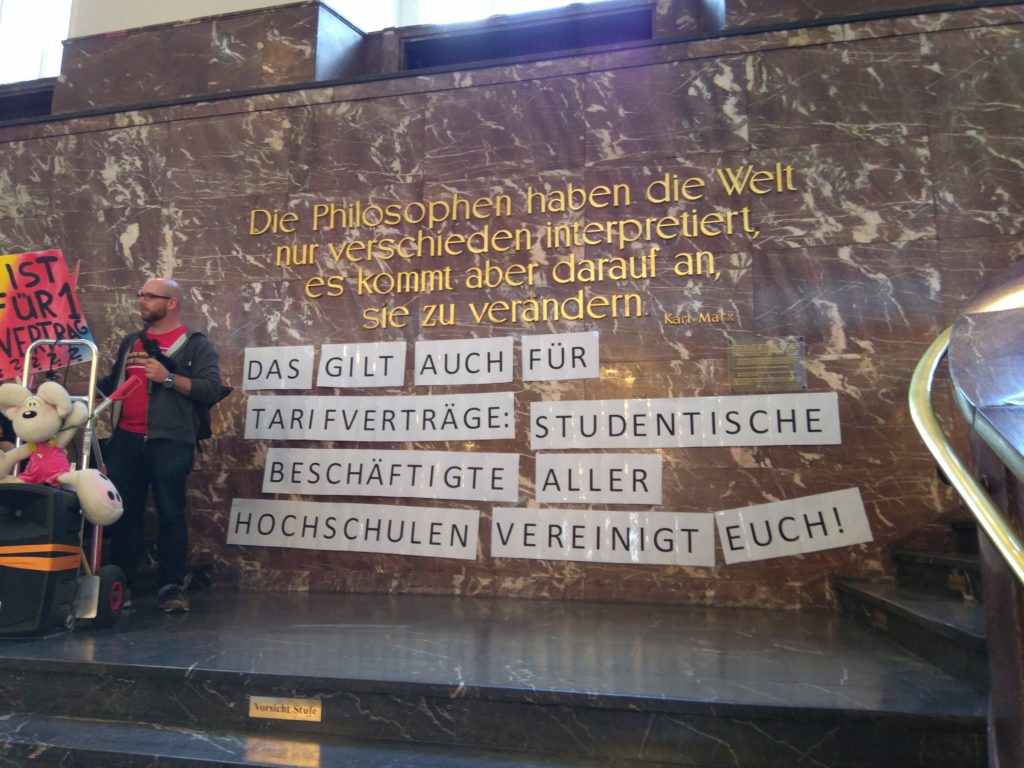 Die Philosophen haben die Welt
nur verschieden interpretiert,
es kommt aber darauf an,
sie zu verändern.
Karl Marx
DAS GILT AUCH FÜR
TARIFVERTRÄGE: STUDENTISCHE
BESCHÄFTIGTE ALLER
HOCHSCHULEN VEREINIGT EUCH!
IST
FÜR 1
VERTRAG
Vorsicht Stufe